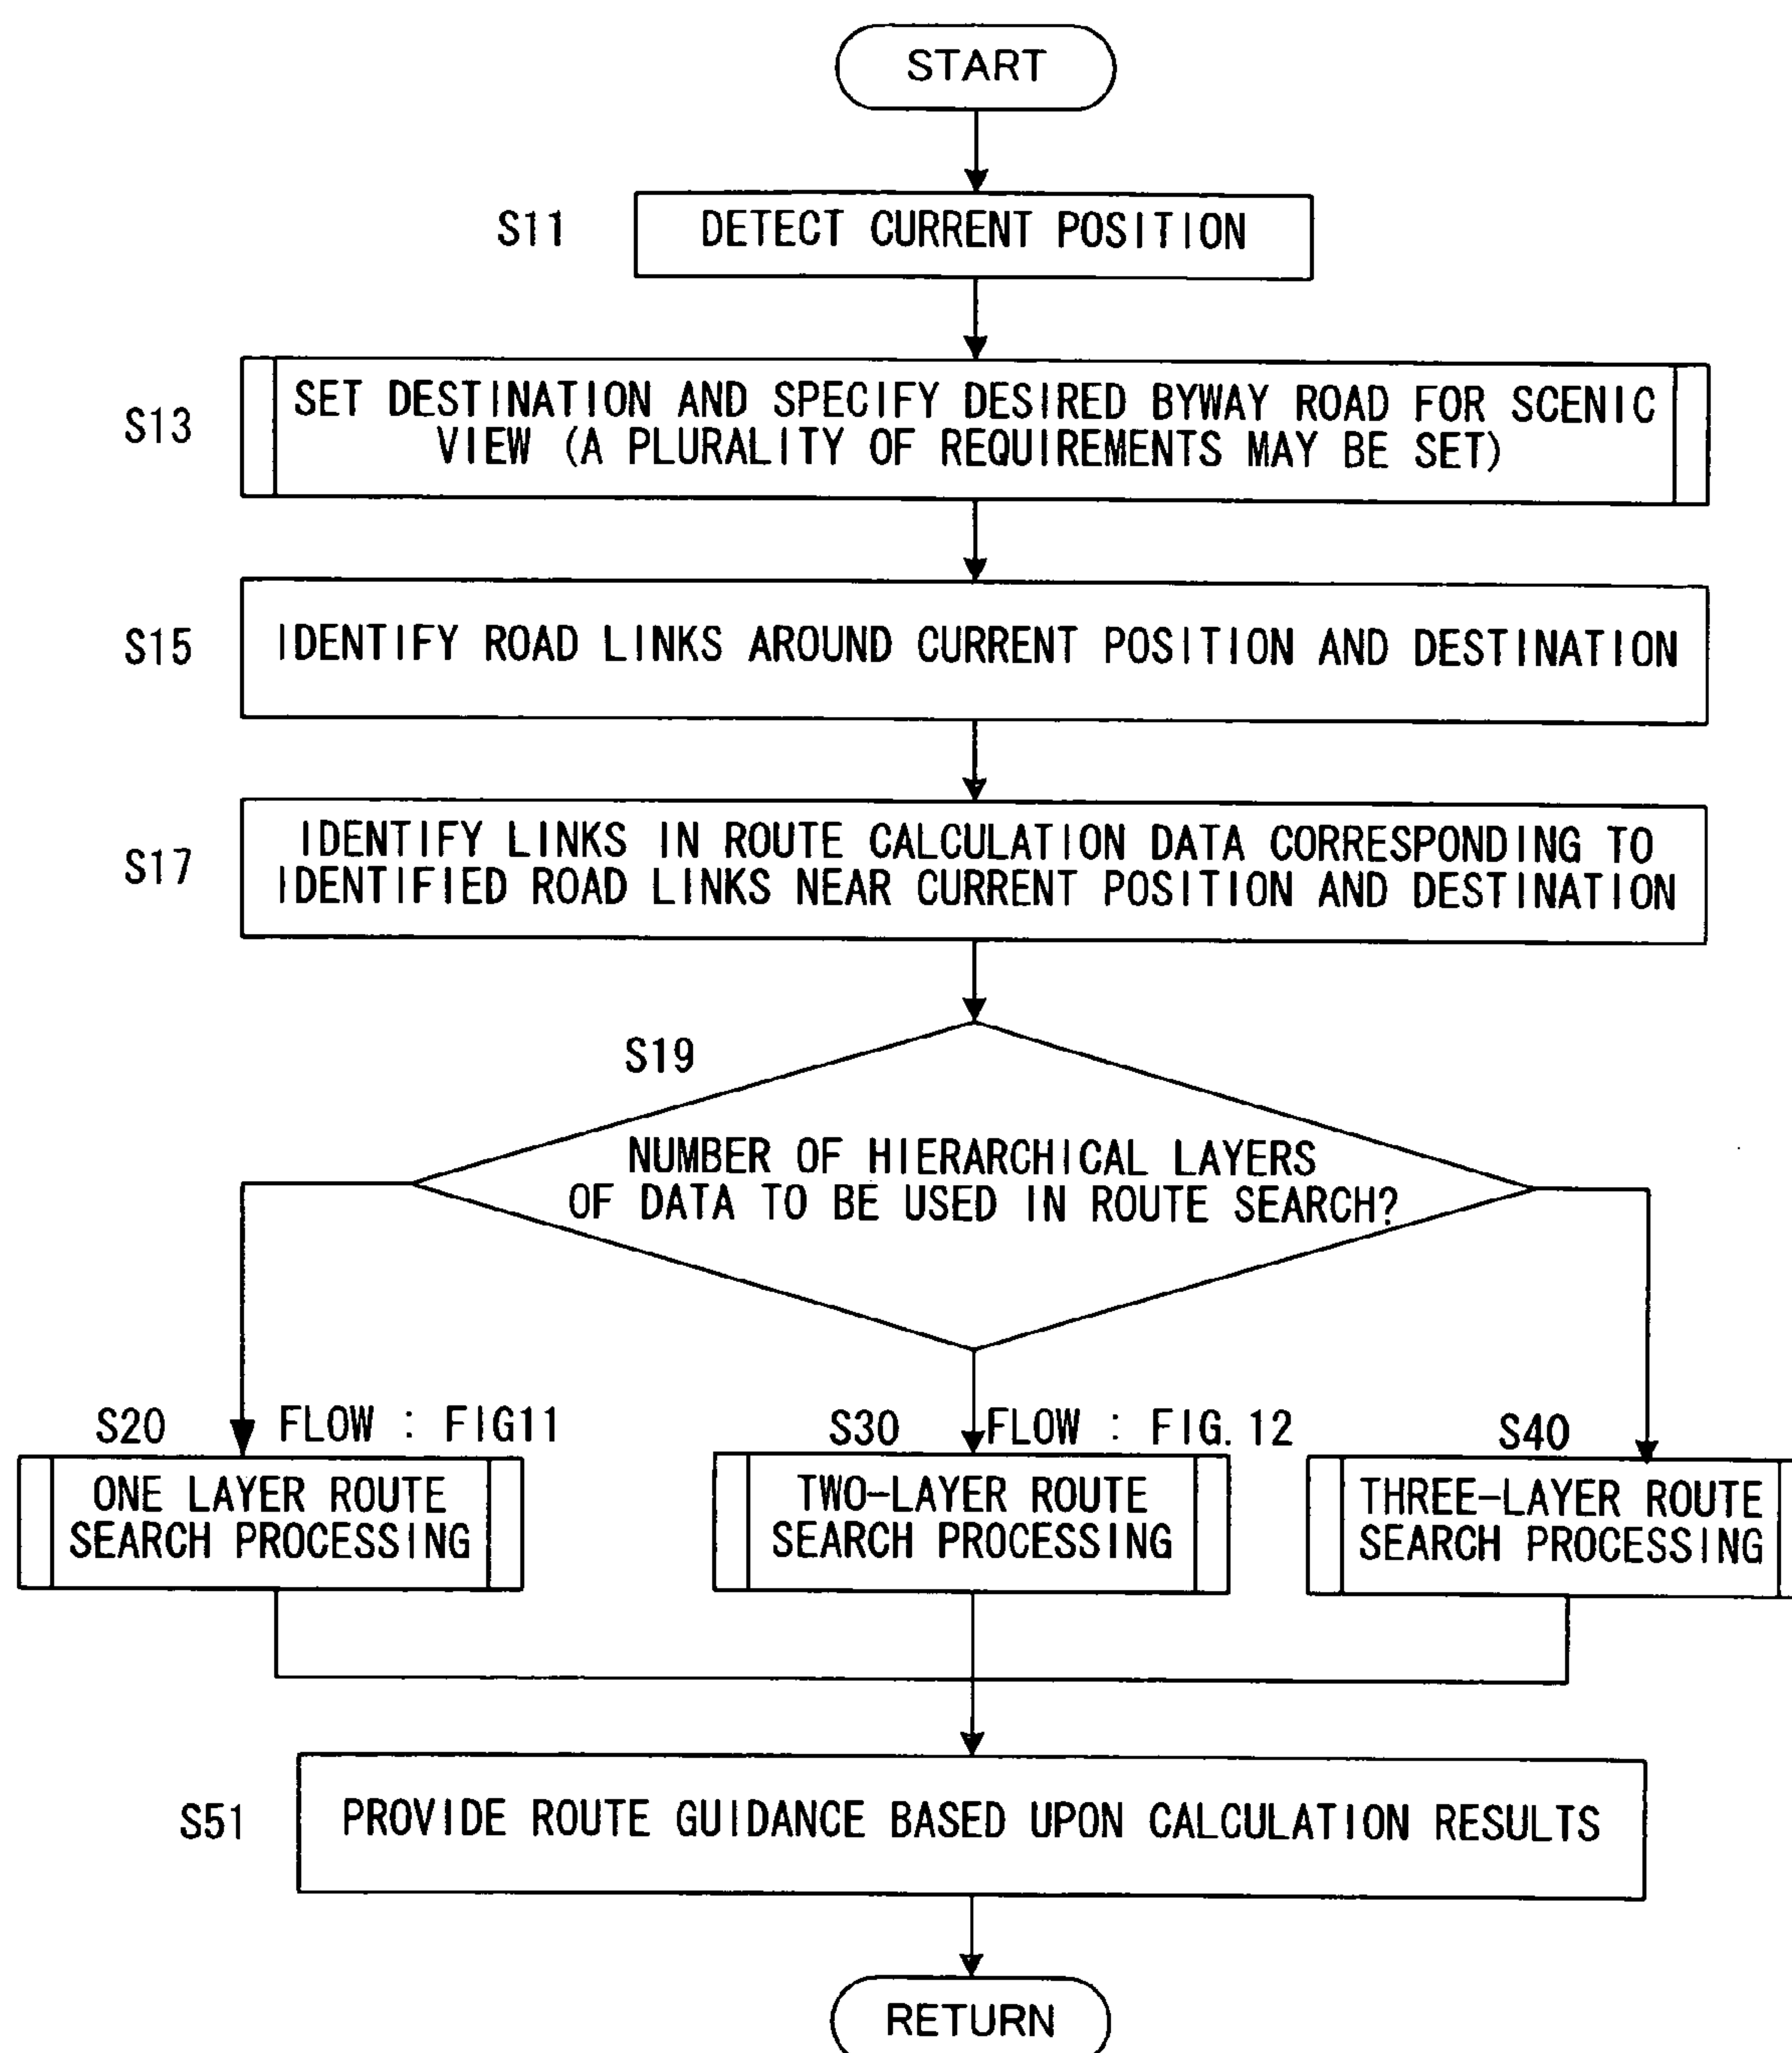 START
S11
DETECT CURRENT POSITION
S13
SET DESTINATION AND SPECIFY DESIRED BYWAY ROAD FOR SCENIC
VIEW (A PLURALITY OF REQUIREMENTS MAY BE SET)
S15
IDENTIFY ROAD LINKS AROUND CURRENT POSITION AND DESTINATION
S17
IDENTIFY LINKS IN ROUTE CALCULATION DATA CORRESPONDING TO
IDENTIFIED ROAD LINKS NEAR CURRENT POSITION AND DESTINATION
S19
NUMBER OF HIERARCHICAL LAYERS
OF DATA TO BE USED IN ROUTE SEARCH?
S20
FLOW : FIG11
ONE LAYER ROUTE
SEARCH PROCESSING
S30
FLOW : FIG. 12
TWO-LAYER ROUTE
SEARCH PROCESSING
S40
THREE-LAYER ROUTE
SEARCH PROCESSING
S51
PROVIDE ROUTE GUIDANCE BASED UPON CALCULATION RESULTS
RETURN